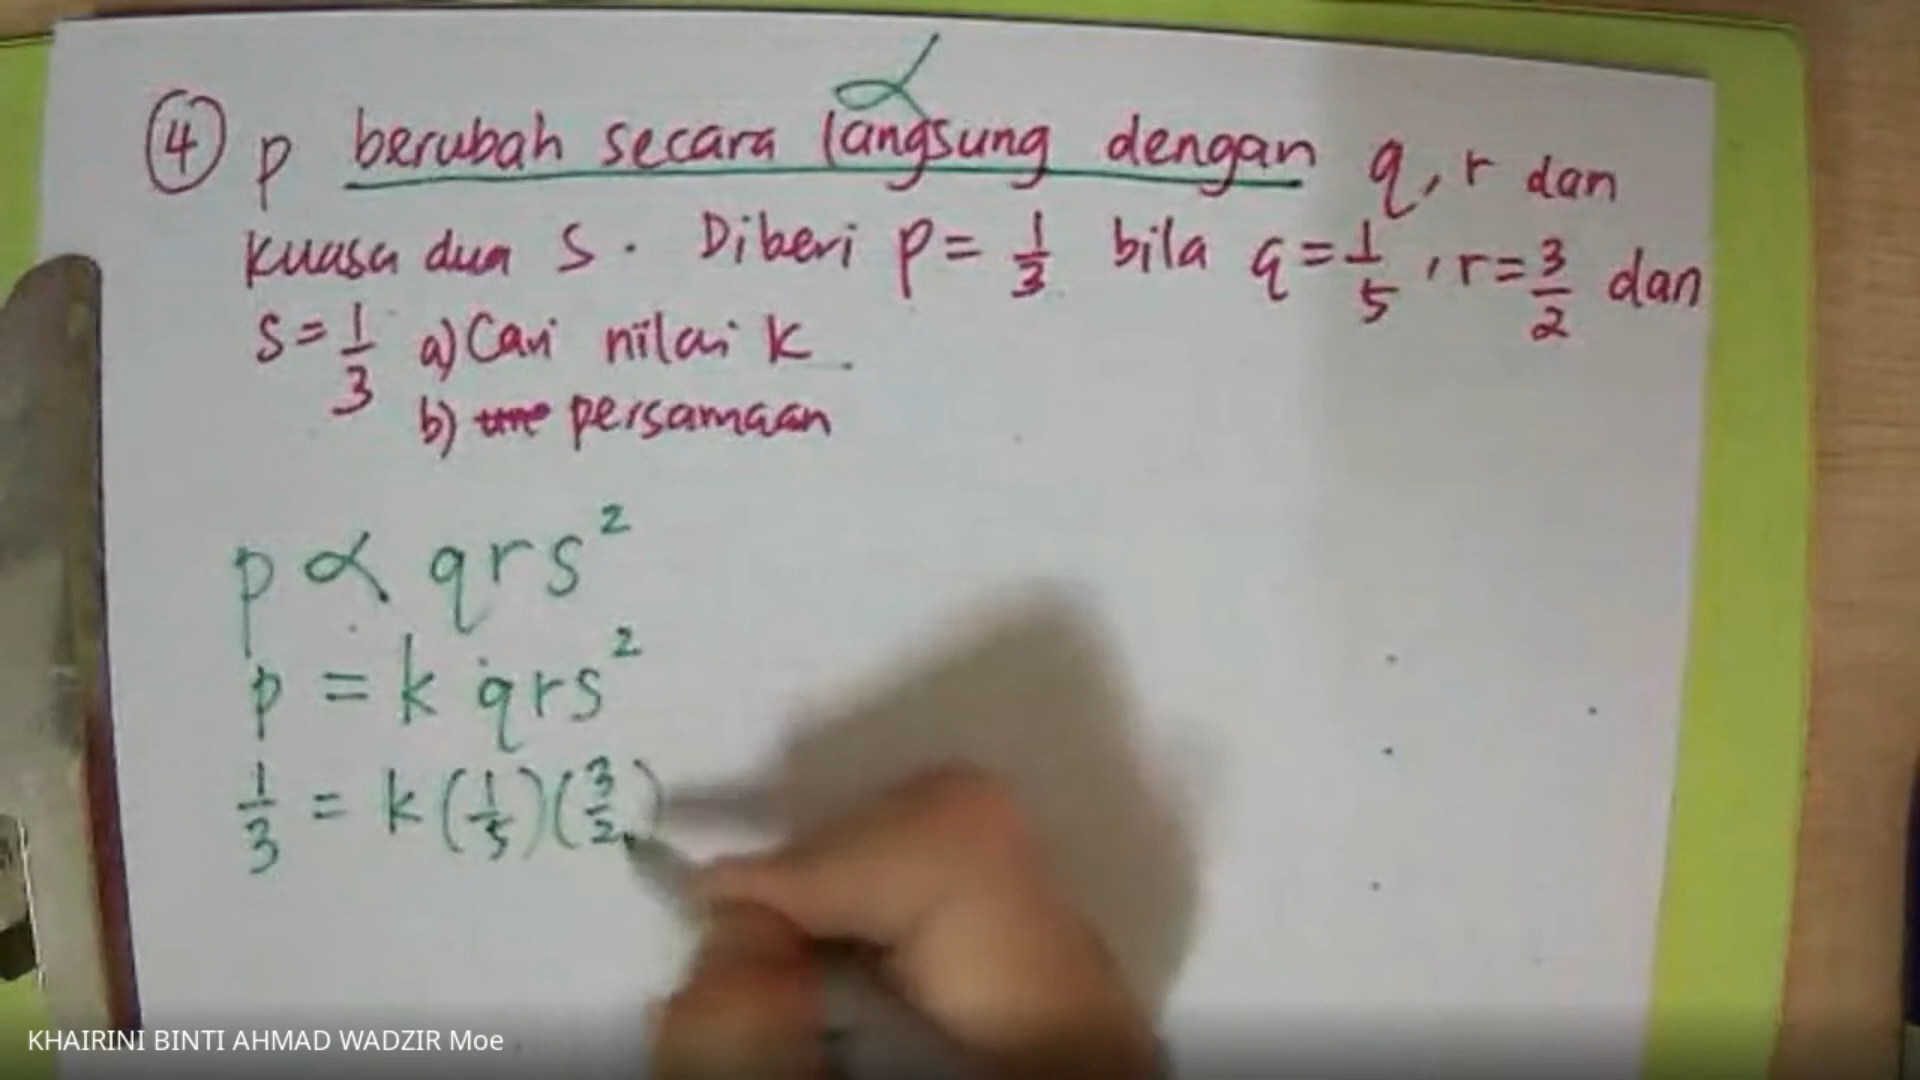 α
④ p berubah secara langsung dengan q, r dan
kuasa dua s. Diberi p = 1/3 bila q = 1/5, r = 3/2 dan
s = 1/3 a) Cari nilai k.
b) persamaan
p α qrs²
p = k qrs²
1/3 = k (1/5) (3/2)
KHAIRINI BINTI AHMAD WADZIR Moe